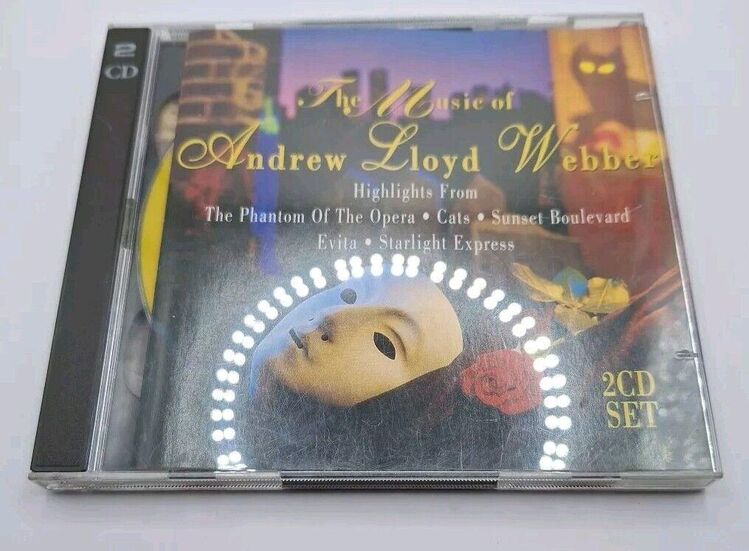 2
CD
The Music of
Andrew Lloyd Webber
Highlights From
The Phantom Of The Opera • Cats • Sunset Boulevard
Evita • Starlight Express
2CD
SET